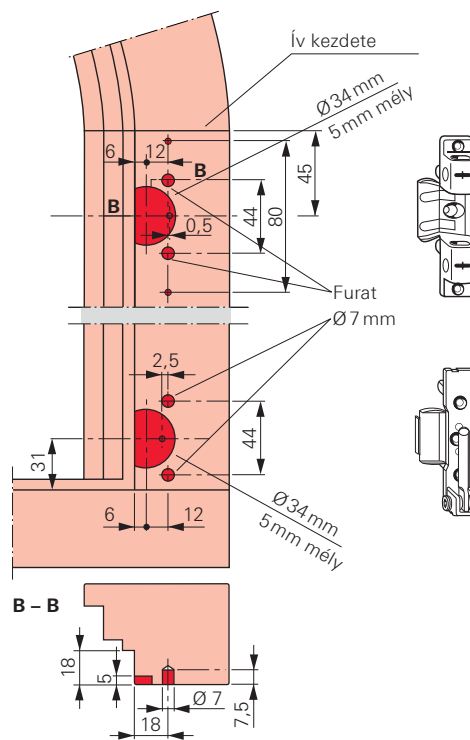 Ív kezdete
Ø 34 mm
5 mm mély
6
12
B
B
45
44
80
0,5
Furat
Ø 7 mm
2,5
44
31
6
12
Ø 34 mm
5 mm mély
B – B
18
5
Ø 7
18
7,5